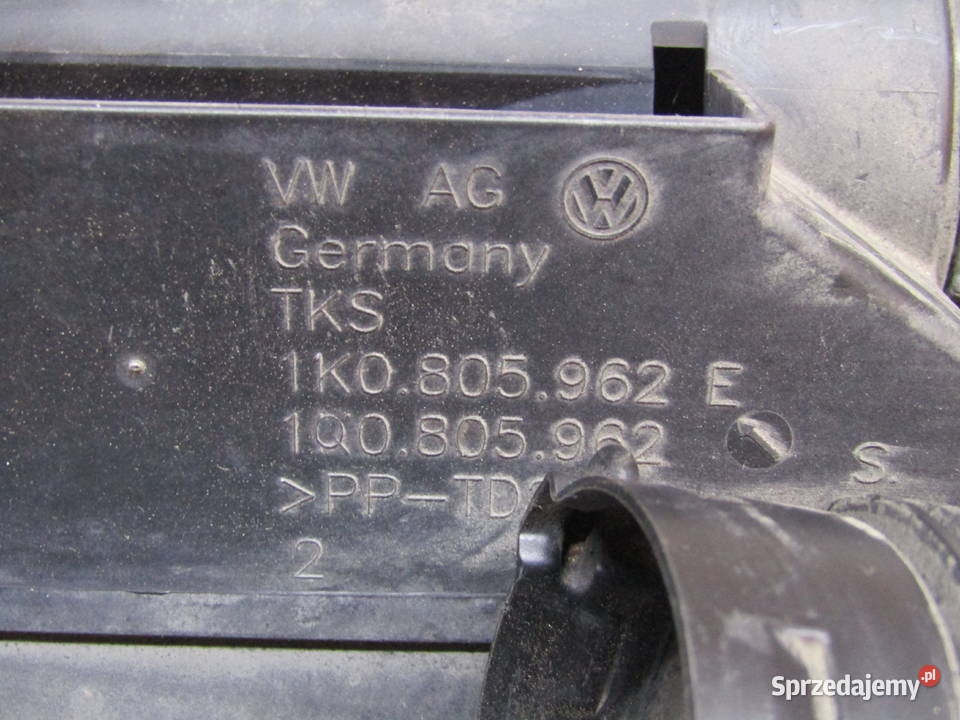 VW AG
Germany
TKS
1K0.805.962 E
1Q0.805.962
S.
>PP-TD
2
Sprzedajemy.pl